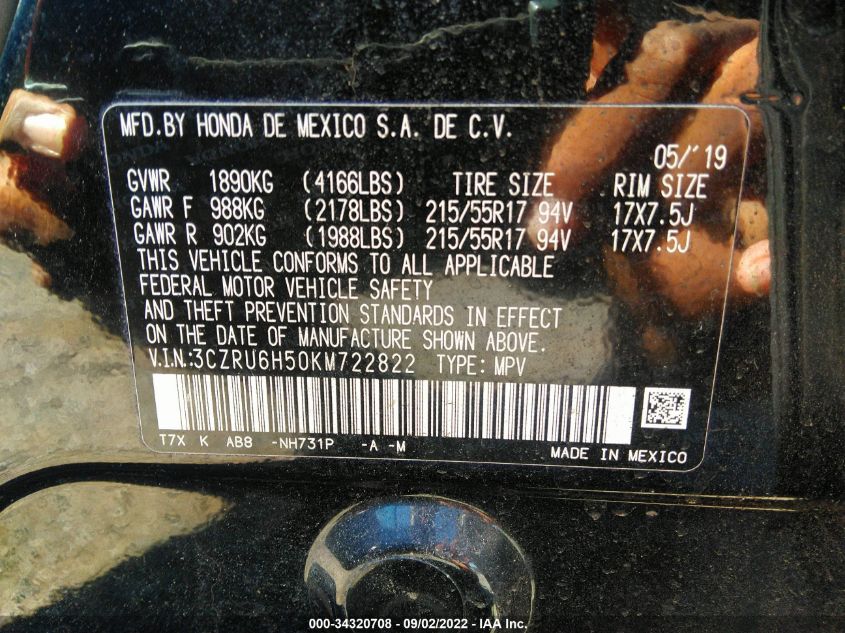 MFD.BY HONDA DE MEXICO S.A. DE C.V.
05/'19
GVWR 1890KG (4166LBS) TIRE SIZE RIM SIZE
GAWR F 988KG (2178LBS) 215/55R17 94V 17X7.5J
GAWR R 902KG (1988LBS) 215/55R17 94V 17X7.5J
THIS VEHICLE CONFORMS TO ALL APPLICABLE
FEDERAL MOTOR VEHICLE SAFETY
AND THEFT PREVENTION STANDARDS IN EFFECT
ON THE DATE OF MANUFACTURE SHOWN ABOVE.
V.I.N.:3CZRU6H50KM722822 TYPE: MPV
T7X K AB8 -NH731P -A -M
MADE IN MEXICO
000-34320708 - 09/02/2022 - IAA Inc.